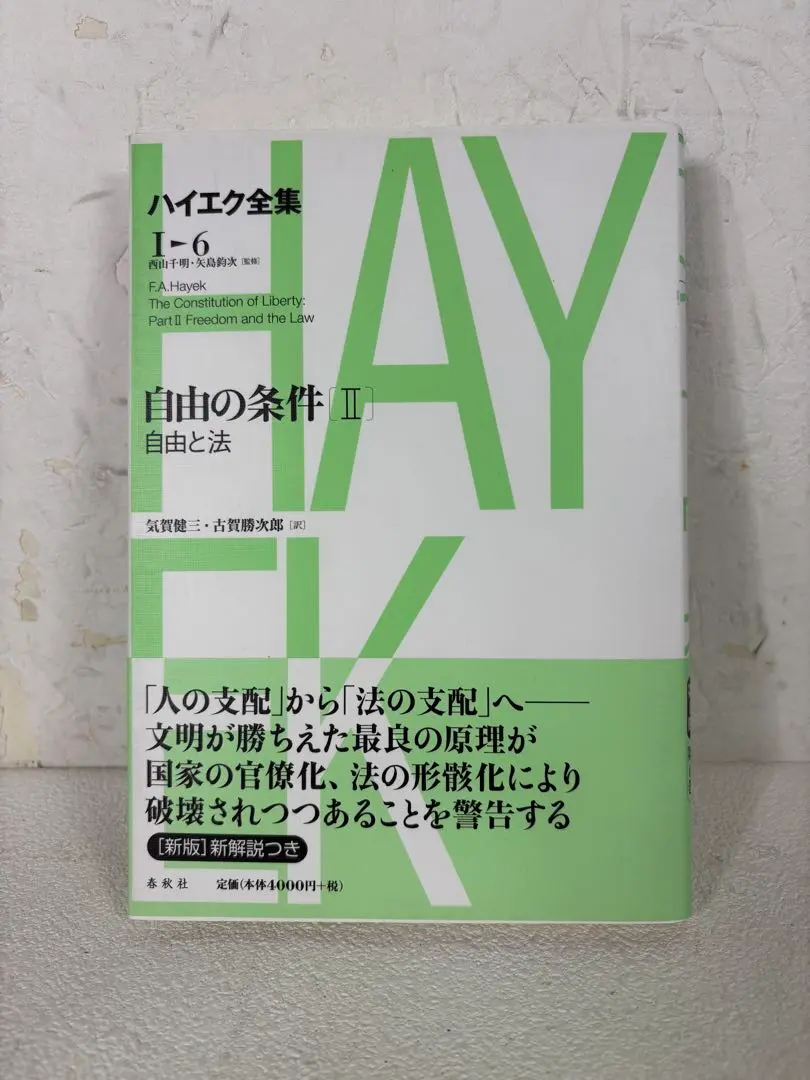 HAY
EK
ハイエク全集
I-6
西山千明・矢島鈞次［監修］
F.A.Hayek
The Constitution of Liberty:
Part Ⅱ Freedom and the Law
自由の条件［Ⅱ］
自由と法
気賀健三・古賀勝次郎［訳］
「人の支配」から「法の支配」へ――
文明が勝ちえた最良の原理が
国家の官僚化、法の形骸化により
破壊されつつあることを警告する
［新版］新解説つき
春秋社 定価(本体4000円+税)